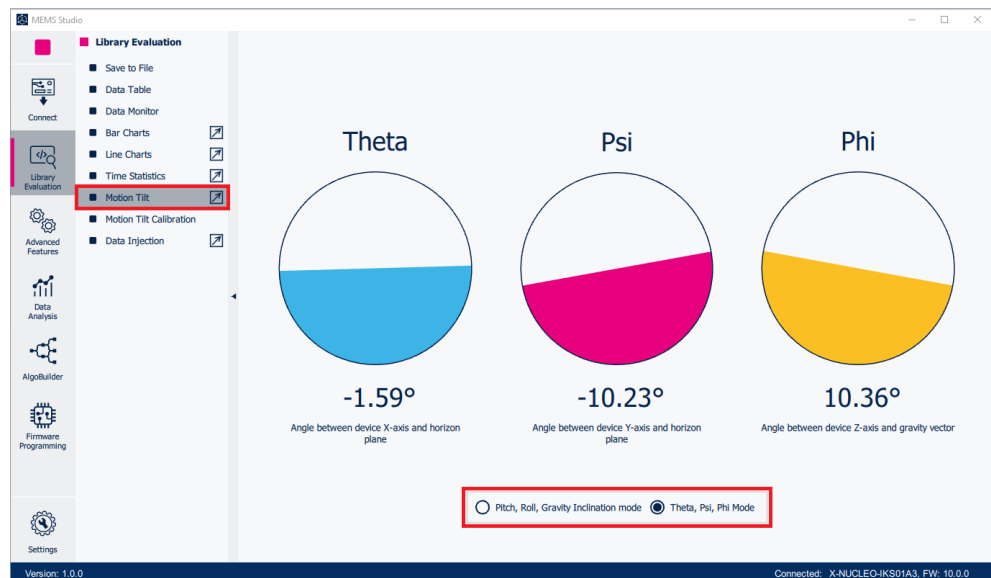 MEMS Studio
Library Evaluation
Save to File
Data Table
Data Monitor
Bar Charts
Line Charts
Time Statistics
Motion Tilt
Motion Tilt Calibration
Data Injection
Connect
Library
Evaluation
Advanced
Features
Data
Analysis
AlgoBuilder
Firmware
Programming
Settings
Theta
Psi
Phi
-1.59°
-10.23°
10.36°
Angle between device X-axis and horizon
plane
Angle between device Y-axis and horizon
plane
Angle between device Z-axis and gravity vector
Pitch, Roll, Gravity Inclination mode
Theta, Psi, Phi Mode
Version: 1.0.0
Connected: X-NUCLEO-IKS01A3, FW: 10.0.0